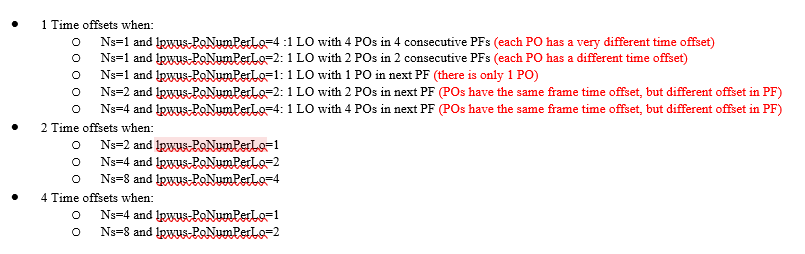 ● 1 Time offsets when:
○ Ns=1 and lpwus-PoNumPerLo=4 :1 LO with 4 POs in 4 consecutive PFs (each PO has a very different time offset)
○ Ns=1 and lpwus-PoNumPerLo=2: 1 LO with 2 POs in 2 consecutive PFs (each PO has a different time offset)
○ Ns=1 and lpwus-PoNumPerLo=1: 1 LO with 1 PO in next PF (there is only 1 PO)
○ Ns=2 and lpwus-PoNumPerLo=2: 1 LO with 2 POs in next PF (POs have the same frame time offset, but different offset in PF)
○ Ns=4 and lpwus-PoNumPerLo=4: 1 LO with 4 POs in next PF (POs have the same frame time offset, but different offset in PF)
● 2 Time offsets when:
○ Ns=2 and lpwus-PoNumPerLo=1
○ Ns=4 and lpwus-PoNumPerLo=2
○ Ns=8 and lpwus-PoNumPerLo=4
● 4 Time offsets when:
○ Ns=4 and lpwus-PoNumPerLo=1
○ Ns=8 and lpwus-PoNumPerLo=2